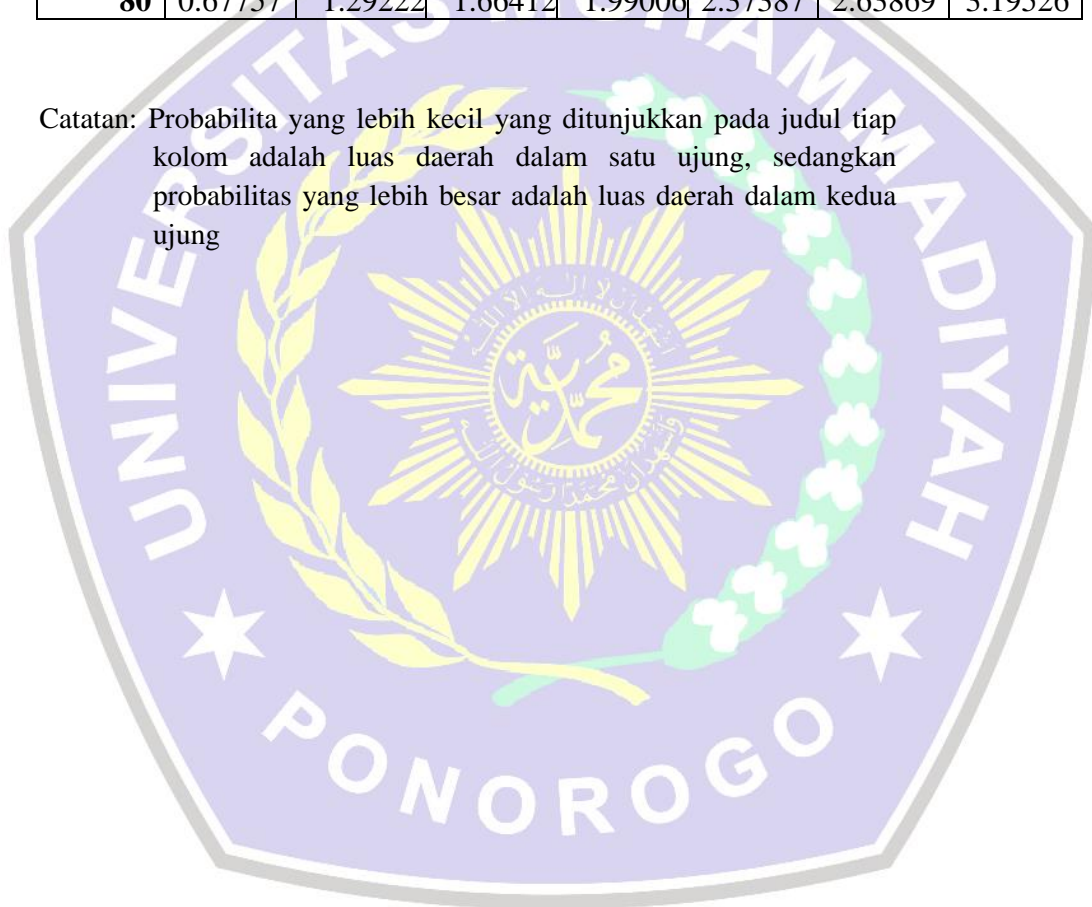 80 0.67757 1.29222 1.66412 1.99006 2.37387 2.63869 3.19526
Catatan: Probabilita yang lebih kecil yang ditunjukkan pada judul tiap
kolom adalah luas daerah dalam satu ujung, sedangkan
probabilitas yang lebih besar adalah luas daerah dalam kedua
ujung
UNIVERSITAS MUHAMMADIYAH
محمدية
PONOROGO